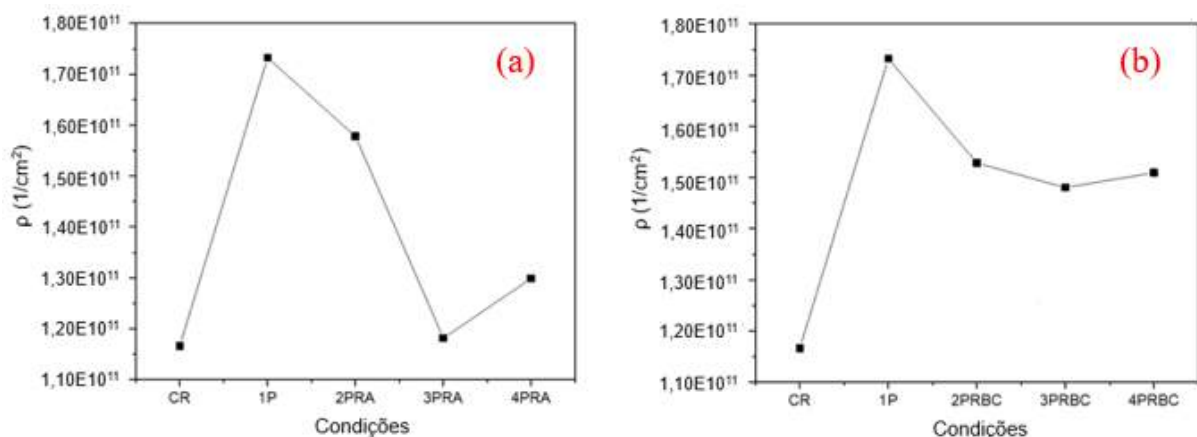 (a)
ρ (1/cm²)
1,80E10¹¹
1,70E10¹¹
1,60E10¹¹
1,50E10¹¹
1,40E10¹¹
1,30E10¹¹
1,20E10¹¹
1,10E10¹¹
CR 1P 2PRA 3PRA 4PRA
Condições
(b)
ρ (1/cm²)
1,80E10¹¹
1,70E10¹¹
1,60E10¹¹
1,50E10¹¹
1,40E10¹¹
1,30E10¹¹
1,20E10¹¹
1,10E10¹¹
CR 1P 2PRBC 3PRBC 4PRBC
Condições